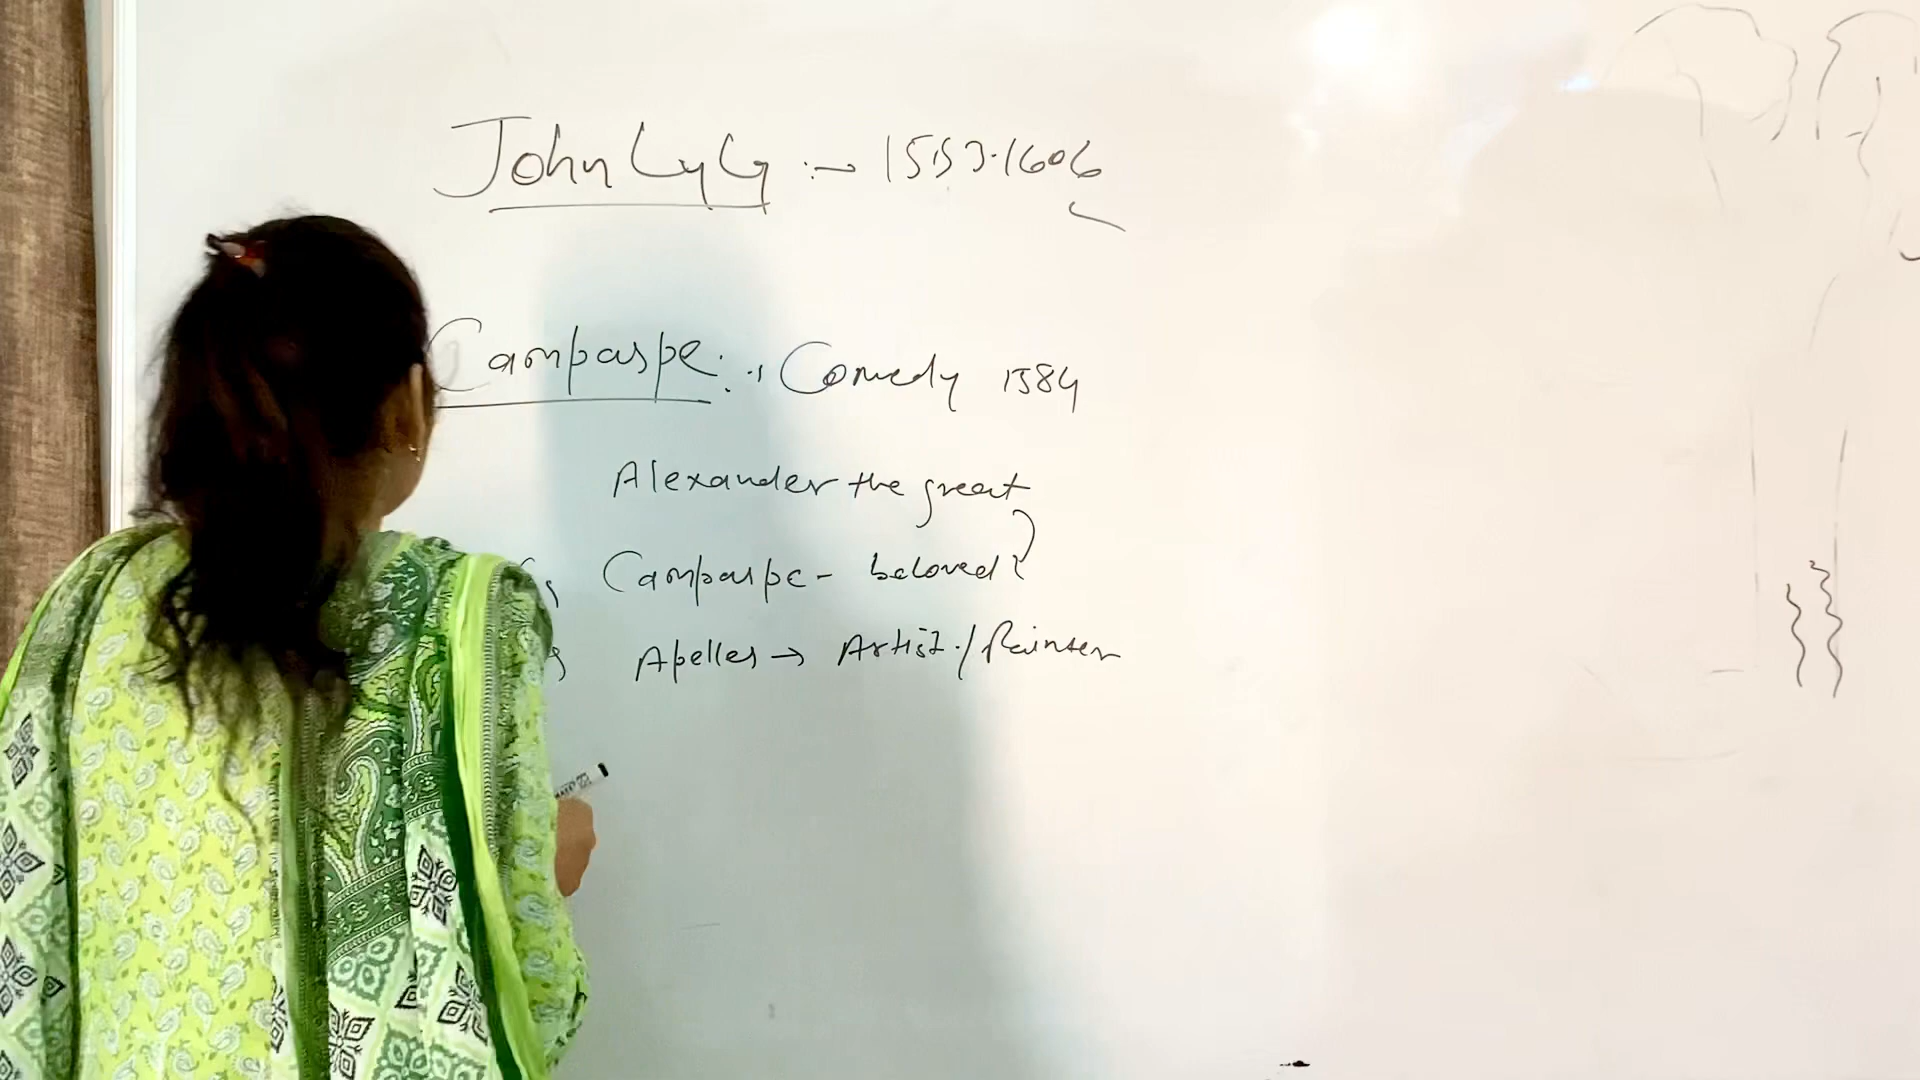 John Lyly :- 1553-1606
Campaspe :- Comedy 1584
Alexander the great
Campaspe - beloved
Apelles → Artist / Painter